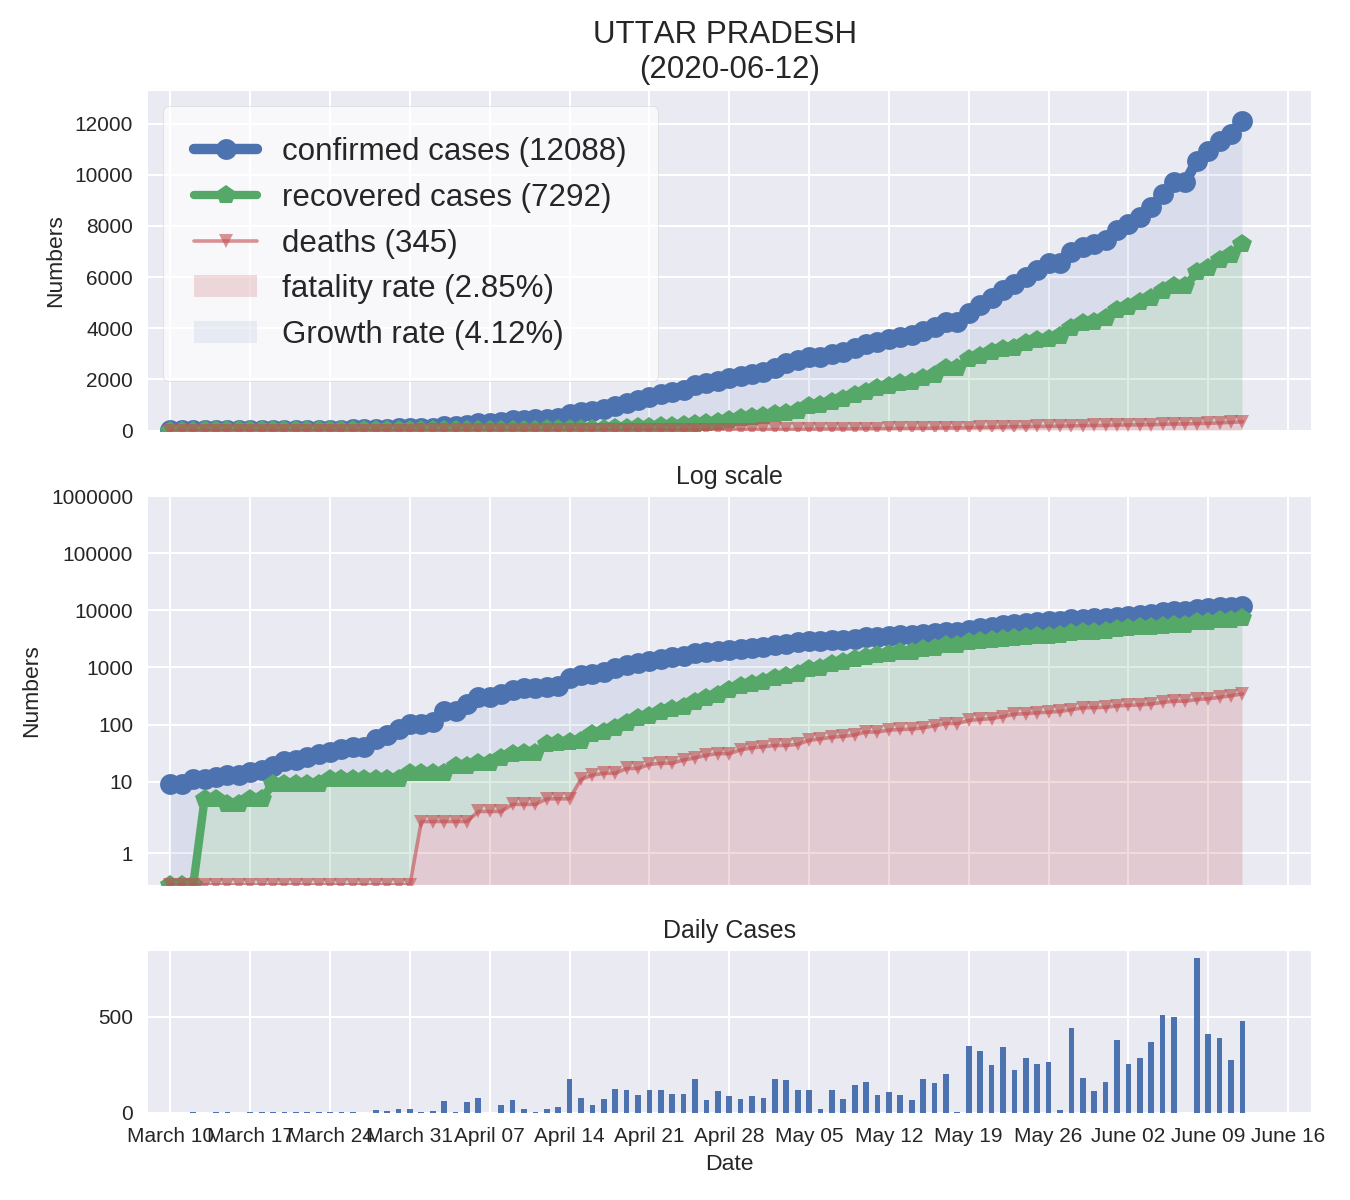 UTTAR PRADESH
(2020-06-12)
12000
10000
8000
6000
4000
2000
0
Numbers
confirmed cases (12088)
recovered cases (7292)
deaths (345)
fatality rate (2.85%)
Growth rate (4.12%)
Log scale
1000000
100000
10000
1000
100
10
1
Numbers
Daily Cases
500
0
March 10 March 17 March 24 March 31 April 07 April 14 April 21 April 28 May 05 May 12 May 19 May 26 June 02 June 09 June 16
Date